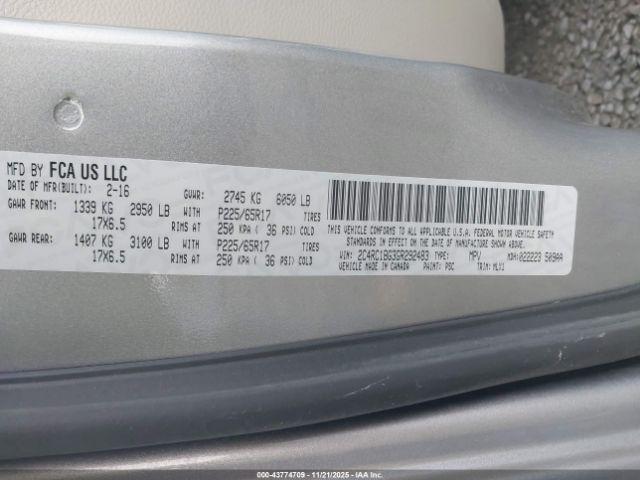 MFD BY FCA US LLC
DATE OF MFR(BUILT): 2-16 GVWR: 2745 KG 6050 LB
GAWR FRONT: 1339 KG 2950 LB WITH P225/65R17 TIRES
17X6.5 RIMS AT 250 KPA ( 36 PSI) COLD
GAWR REAR: 1407 KG 3100 LB WITH P225/65R17 TIRES
17X6.5 RIMS AT 250 KPA ( 36 PSI) COLD
THIS VEHICLE CONFORMS TO ALL APPLICABLE U.S.A. FEDERAL MOTOR VEHICLE SAFETY
STANDARDS IN EFFECT ON THE DATE OF MANUFACTURE SHOWN ABOVE.
VIN: 2C4RC1BG3GR292483 TYPE: MPV MDH:022223 509AA
VEHICLE MADE IN CANADA PAINT: PSC TRIM:
000-43774709 11/21/2025 IAA Inc.